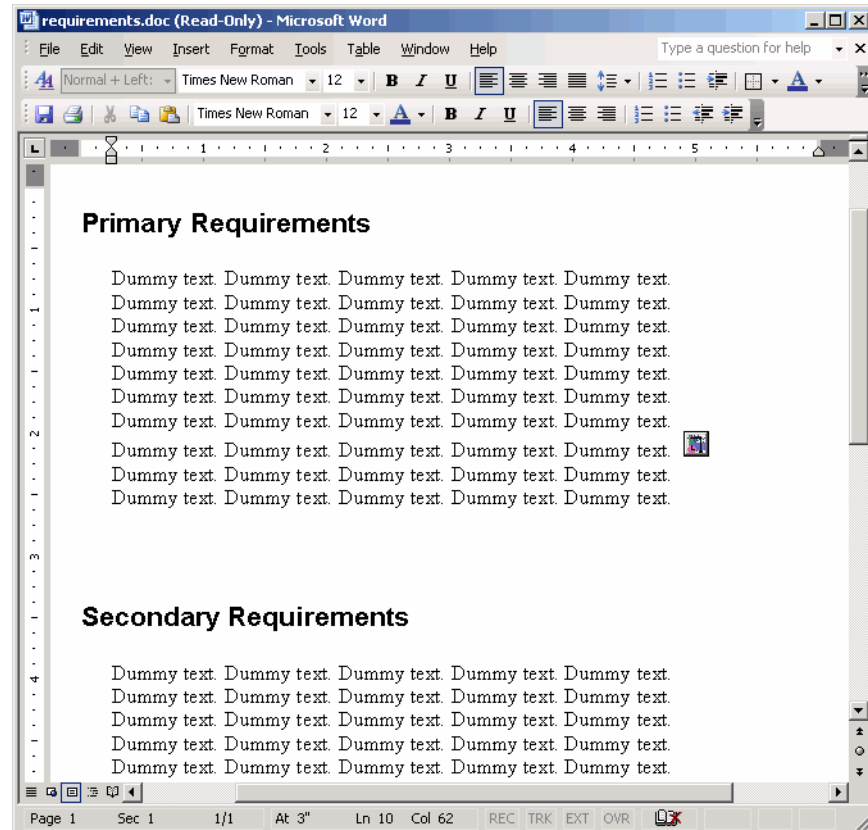 requirements.doc (Read-Only) - Microsoft Word
File Edit View Insert Format Tools Table Window Help Type a question for help
Normal + Left: Times New Roman 12 B I U A
Times New Roman 12 A B I U
L 1 2 3 4 5
Primary Requirements
Dummy text. Dummy text. Dummy text. Dummy text. Dummy text.
Dummy text. Dummy text. Dummy text. Dummy text. Dummy text.
1
Dummy text. Dummy text. Dummy text. Dummy text. Dummy text.
Dummy text. Dummy text. Dummy text. Dummy text. Dummy text.
Dummy text. Dummy text. Dummy text. Dummy text. Dummy text.
Dummy text. Dummy text. Dummy text. Dummy text. Dummy text.
Dummy text. Dummy text. Dummy text. Dummy text. Dummy text.
2
Dummy text. Dummy text. Dummy text. Dummy text. Dummy text.
Dummy text. Dummy text. Dummy text. Dummy text. Dummy text.
Dummy text. Dummy text. Dummy text. Dummy text. Dummy text.
3
Secondary Requirements
Dummy text. Dummy text. Dummy text. Dummy text. Dummy text.
4
Dummy text. Dummy text. Dummy text. Dummy text. Dummy text.
Dummy text. Dummy text. Dummy text. Dummy text. Dummy text.
Dummy text. Dummy text. Dummy text. Dummy text. Dummy text.
Dummy text. Dummy text. Dummy text. Dummy text. Dummy text.
Page 1 Sec 1 1/1 At 3" Ln 10 Col 62 REC TRK EXT OVR